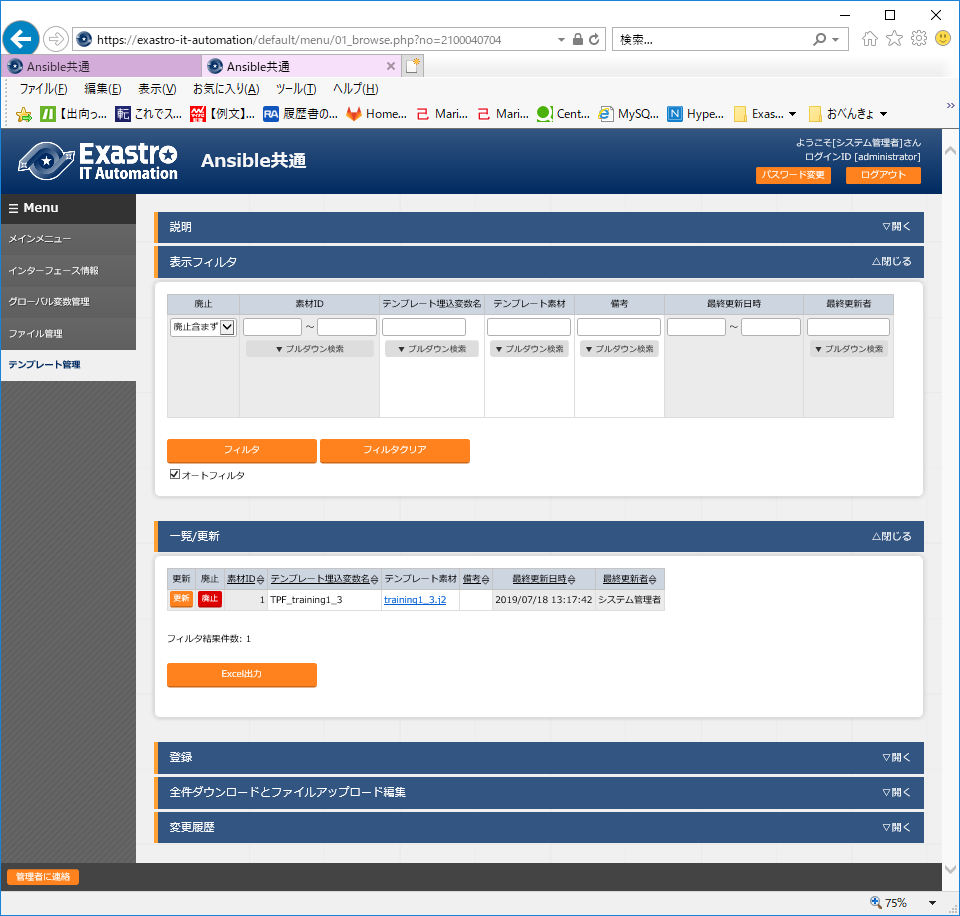 https://exastro-it-automation/default/menu/01_browse.php?no=2100040704
検索...
Ansible共通
Ansible共通
ファイル(F) 編集(E) 表示(V) お気に入り(A) ツール(T) ヘルプ(H)
【出向っ... 転 これでス... 【例文】... RA 履歴書の... Home... Mari... Mari... Cent... MySQ... N Hype... Exas... おべんきょ
Exastro
IT Automation
Ansible共通
ようこそ[システム管理者]さん
ログインID [administrator]
パスワード変更 ログアウト
☰ Menu
メインメニュー
インターフェース情報
グローバル変数管理
ファイル管理
テンプレート管理
説明 ▽開く
表示フィルタ △閉じる
廃止 素材ID テンプレート埋込変数名 テンプレート素材 備考 最終更新日時 最終更新者
廃止含まず ～ ～
▼プルダウン検索 ▼プルダウン検索 ▼プルダウン検索 ▼プルダウン検索 ▼プルダウン検索
フィルタ フィルタクリア
オートフィルタ
一覧/更新 △閉じる
更新 廃止 素材ID テンプレート埋込変数名 テンプレート素材 備考 最終更新日時 最終更新者
更新 廃止 1 TPF_training1_3 training1_3.j2 2019/07/18 13:17:42 システム管理者
フィルタ結果件数: 1
Excel出力
登録 ▽開く
全件ダウンロードとファイルアップロード編集 ▽開く
変更履歴 ▽開く
管理者に連絡
75%